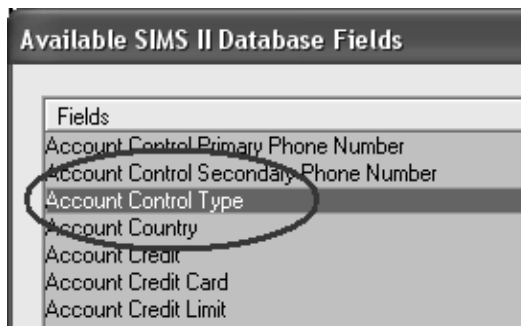 Available SIMS II Database Fields
Fields
Account Control Primary Phone Number
Account Control Secondary Phone Number
Account Control Type
Account Country
Account Credit
Account Credit Card
Account Credit Limit